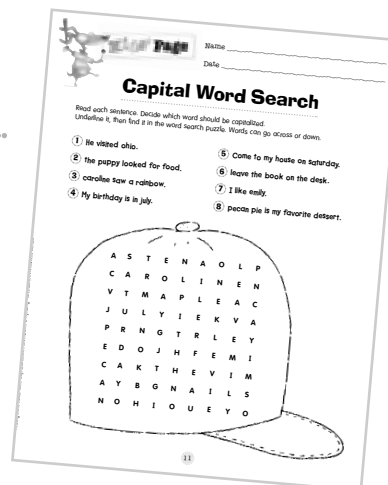 Page
Name
Date
Capital Word Search
Read each sentence. Decide which word should be capitalized.
Underline it, then find it in the word search puzzle. Words can go across or down.
1 He visited ohio.
2 the puppy looked for food.
3 caroline saw a rainbow.
4 My birthday is in july.
5 Come to my house on saturday.
6 leave the book on the desk.
7 I like emily.
8 pecan pie is my favorite dessert.
A S T E N A O L P
C A R O L I N E N
V T M A P L E A C
J U L Y I E K V A
P R N G T R L E Y
E D O J H F E M I
C A K T H E V I M
A Y B G N A I L S
N O H I O U E Y O
11